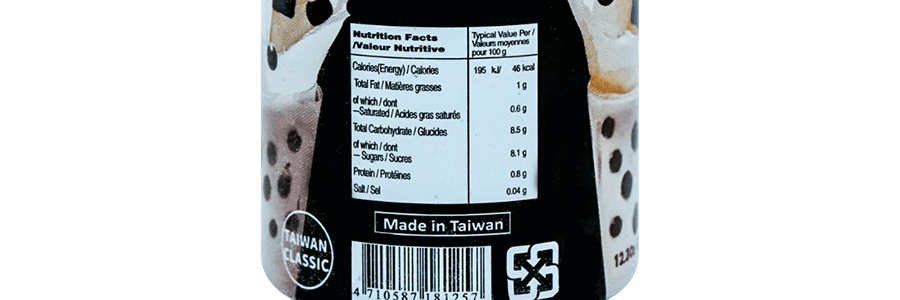 Nutrition Facts
/Valeur Nutritive
Typical Value Per /
Valeurs moyennes
pour 100 g
Calories(Energy) / Calories 195 kJ/ 46 kcal
Total Fat / Matières grasses 1 g
of which / dont
—Saturated / Acides gras saturés 0.6 g
Total Carbohydrate / Glucides 8.5 g
of which / dont
— Sugars / Sucres 8.1 g
Protein / Protéines 0.8 g
Salt / Sel 0.04 g
Made in Taiwan
TAIWAN
CLASSIC
4 710587 181257